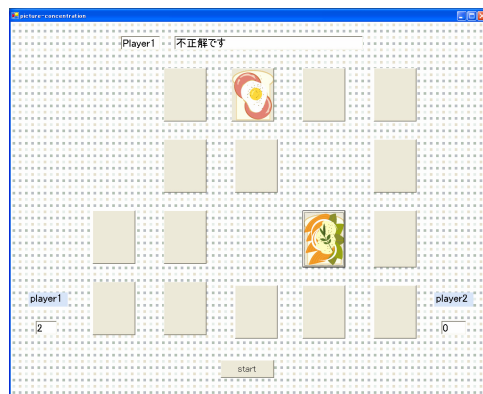 picture-concentration
Player1
不正解です
player1
player2
2
0
start